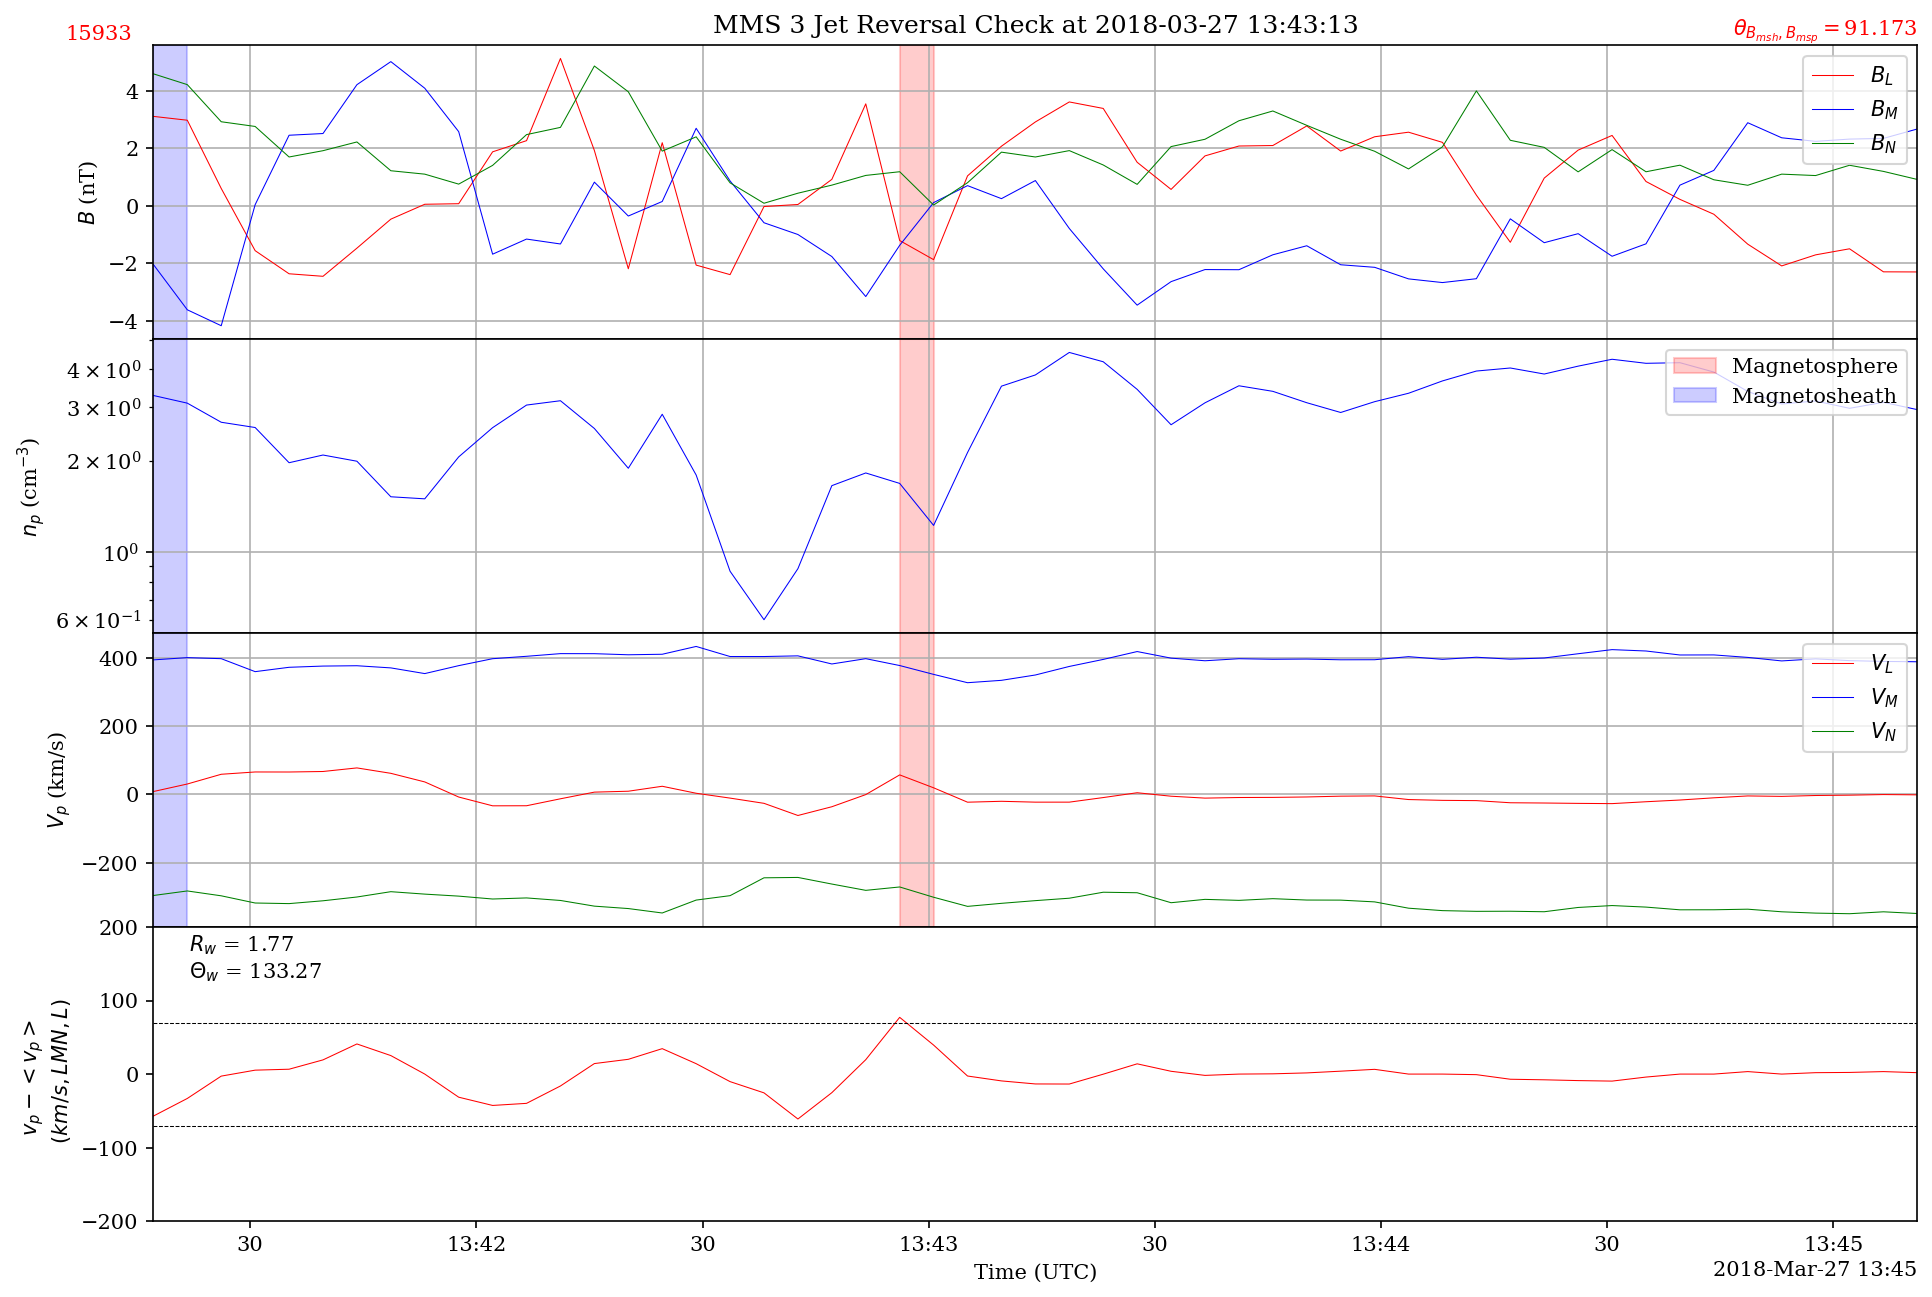 15933
MMS 3 Jet Reversal Check at 2018-03-27 13:43:13
θ_{B_{msh}, B_{msp}} = 91.173
B (nT)
4
2
0
−2
−4
B_L
B_M
B_N
n_p (cm^{−3})
4 × 10^0
3 × 10^0
2 × 10^0
10^0
6 × 10^{−1}
Magnetosphere
Magnetosheath
V_p (km/s)
400
200
0
−200
V_L
V_M
V_N
v_p − < v_p >
(km/s, LMN, L)
200
100
0
−100
−200
R_w = 1.77
Θ_w = 133.27
30 13:42 30 13:43 30 13:44 30 13:45
Time (UTC)
2018-Mar-27 13:45